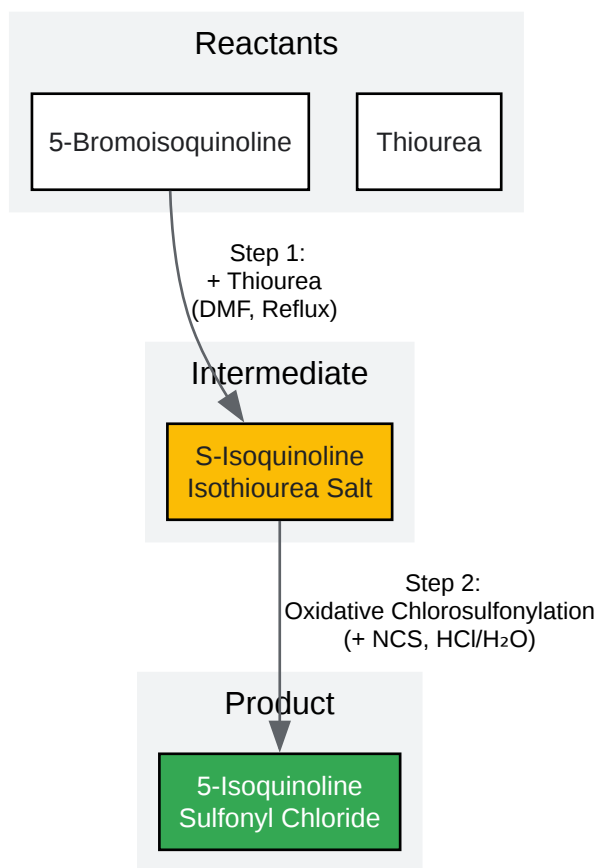 Reactants
5-Bromoisoquinoline
Thiourea
Step 1:
+ Thiourea
(DMF, Reflux)
Intermediate
S-Isoquinoline
Isothiourea Salt
Step 2:
Oxidative Chlorosulfonylation
(+ NCS, HCl/H₂O)
Product
5-Isoquinoline
Sulfonyl Chloride